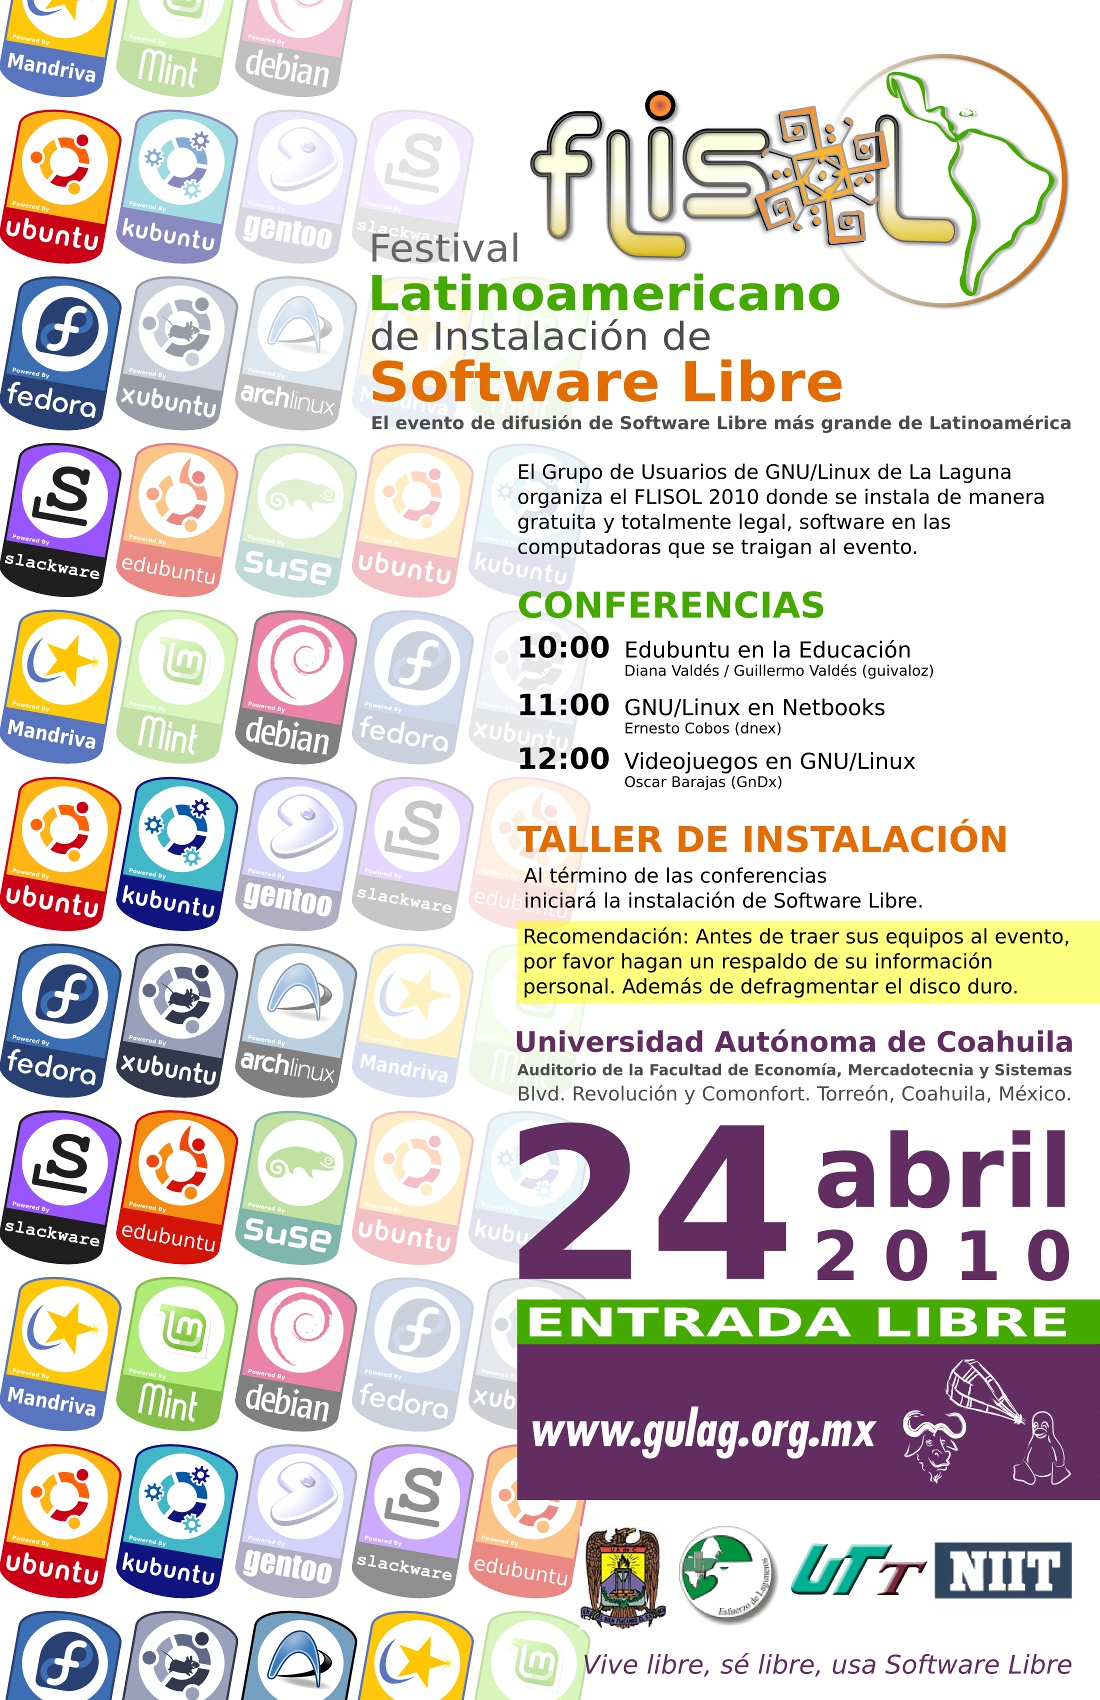 FLISOL
Festival
Latinoamericano
de Instalación de
Software Libre
El evento de difusión de Software Libre más grande de Latinoamérica
El Grupo de Usuarios de GNU/Linux de La Laguna
organiza el FLISOL 2010 donde se instala de manera
gratuita y totalmente legal, software en las
computadoras que se traigan al evento.
CONFERENCIAS
10:00 Edubuntu en la Educación
Diana Valdés / Guillermo Valdés (guivaloz)
11:00 GNU/Linux en Netbooks
Ernesto Cobos (dnex)
12:00 Videojuegos en GNU/Linux
Oscar Barajas (GnDx)
TALLER DE INSTALACIÓN
Al término de las conferencias
iniciará la instalación de Software Libre.
Recomendación: Antes de traer sus equipos al evento,
por favor hagan un respaldo de su información
personal. Además de defragmentar el disco duro.
Universidad Autónoma de Coahuila
Auditorio de la Facultad de Economía, Mercadotecnia y Sistemas
Blvd. Revolución y Comonfort. Torreón, Coahuila, México.
24 abril
2010
ENTRADA LIBRE
www.gulag.org.mx
UTT
NIIT
Esfuerzo de Laguneros
Vive libre, sé libre, usa Software Libre
Powered By Mandriva
Powered By Mint
Powered By debian
Powered By ubuntu
Powered By kubuntu
Powered By gentoo
Powered By slackware
Powered By fedora
Powered By xubuntu
Powered By archlinux
Mandriva
Powered By slackware
Powered By edubuntu
Powered By SuSe
Powered By ubuntu
Powered By kubuntu
Powered By Mandriva
Powered By Mint
Powered By debian
Powered By fedora
xubuntu
Powered By ubuntu
Powered By kubuntu
Powered By gentoo
Powered By slackware
edubuntu
Powered By fedora
Powered By xubuntu
Powered By archlinux
Powered By Mandriva
Mint
Powered By slackware
Powered By edubuntu
Powered By SuSe
Powered By ubuntu
kubu
Powered By Mandriva
Powered By Mint
Powered By debian
Powered By fedora
xub
Powered By ubuntu
Powered By kubuntu
Powered By gentoo
Powered By slackware
Powered By edubuntu